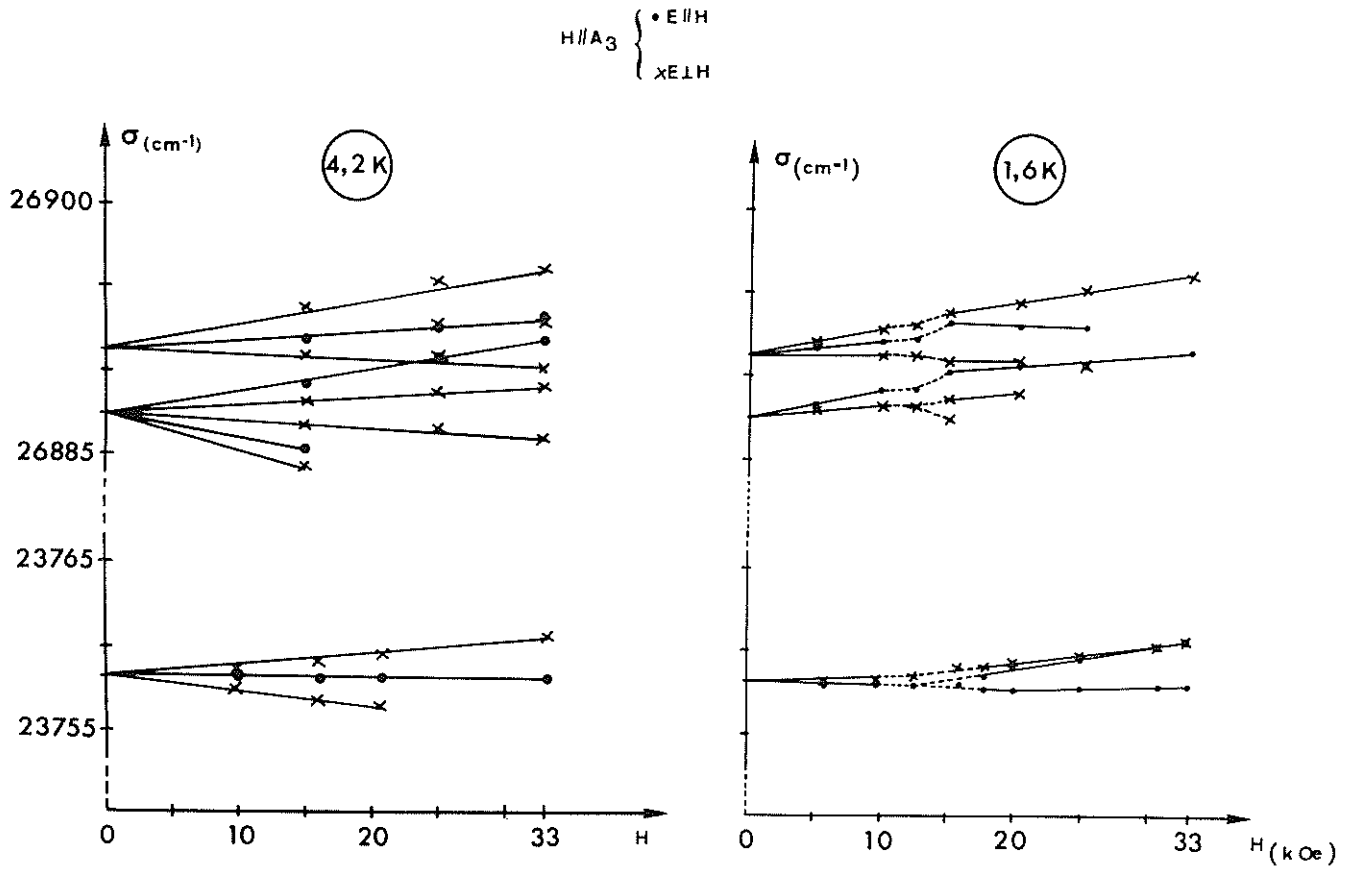 H//A3 { • E//H
×E⊥H
σ(cm-1)
4,2 K
26900
26885
23765
23755
0 10 20 33 H
σ(cm-1)
1,6K
0 10 20 33 H (k Oe)